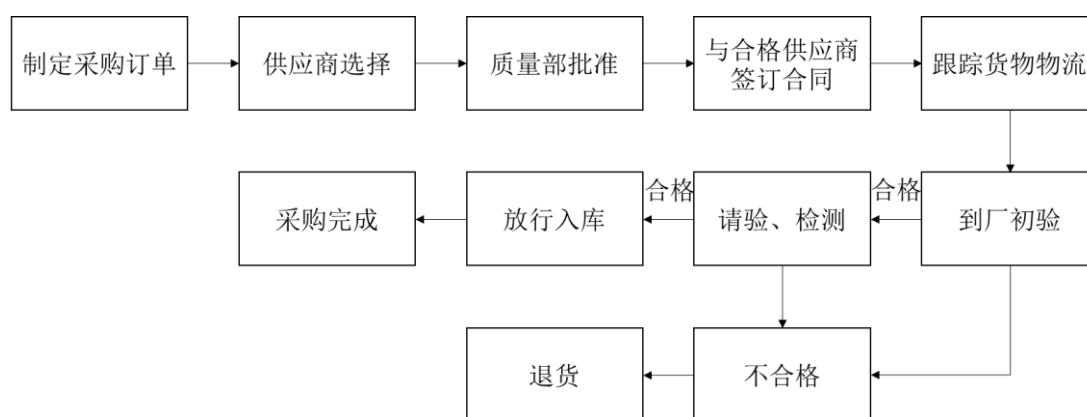 制定采购订单
供应商选择
质量部批准
与合格供应商
签订合同
跟踪货物物流
采购完成
放行入库
合格
请验、检测
合格
到厂初验
退货
不合格